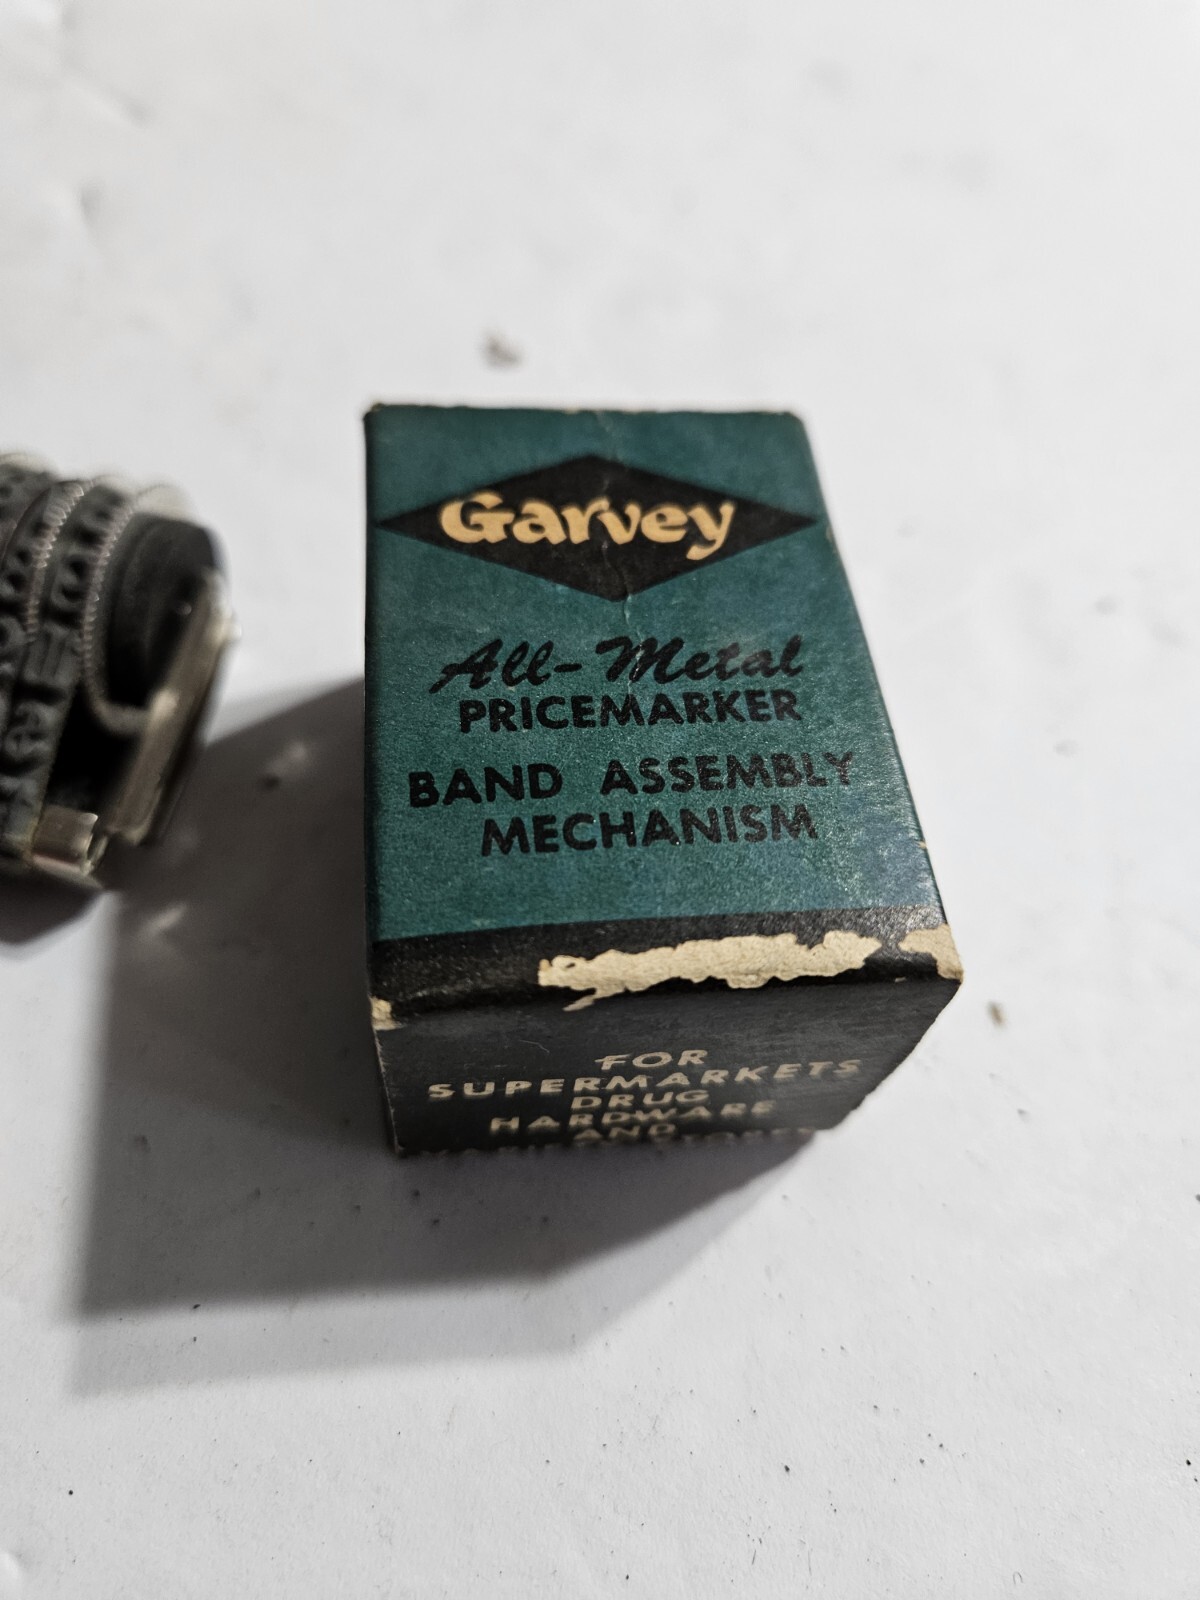 Garvey
All-Metal
PRICEMARKER
BAND ASSEMBLY
MECHANISM
FOR
SUPERMARKETS
DRUG
HARDWARE
AND